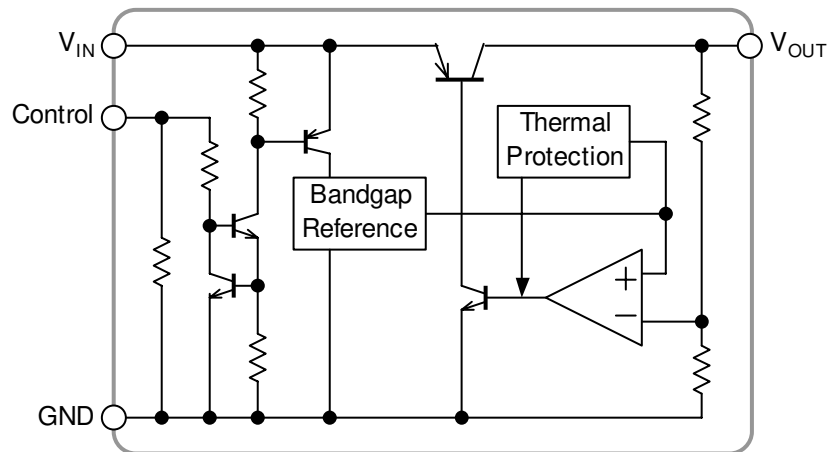 V_IN
V_OUT
Control
Thermal
Protection
Bandgap
Reference
+
−
GND